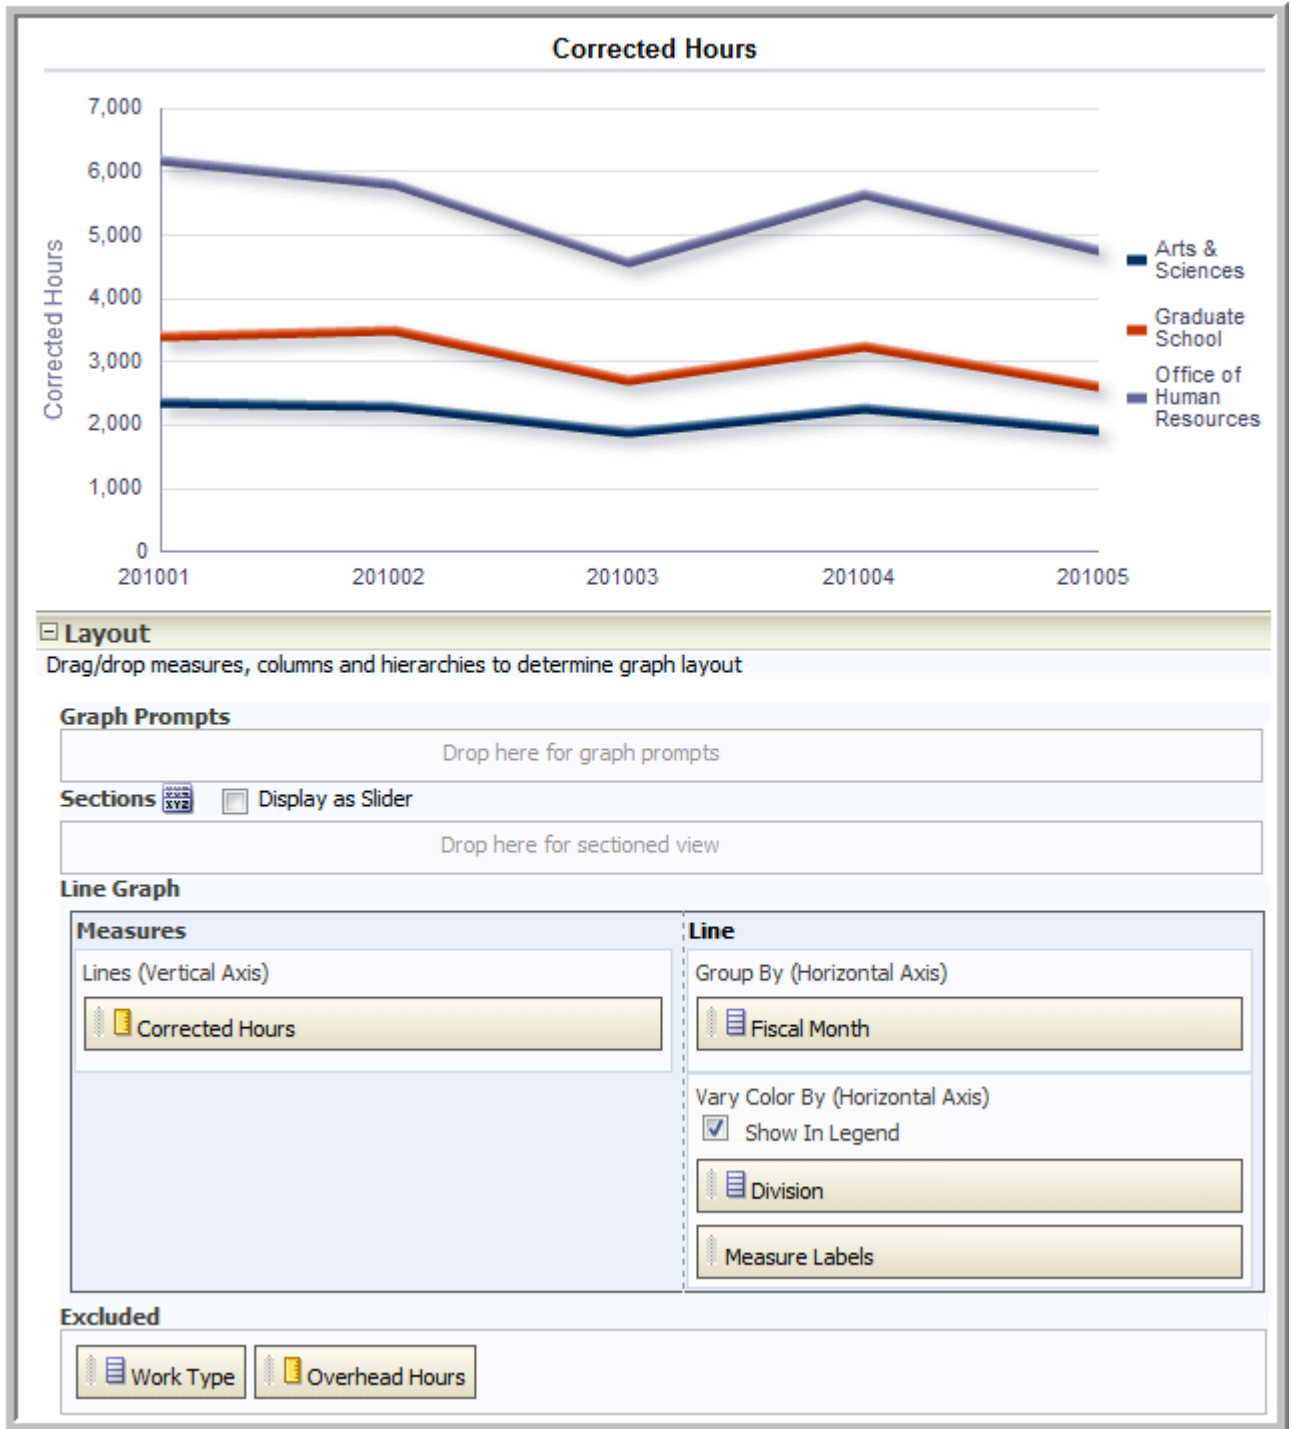 Corrected Hours
7,000
6,000
5,000
4,000
3,000
2,000
1,000
0
Corrected Hours
201001 201002 201003 201004 201005
Arts &
Sciences
Graduate
School
Office of
Human
Resources
Layout
Drag/drop measures, columns and hierarchies to determine graph layout
Graph Prompts
Drop here for graph prompts
Sections XYZ Display as Slider
Drop here for sectioned view
Line Graph
Measures
Lines (Vertical Axis)
Corrected Hours
Line
Group By (Horizontal Axis)
Fiscal Month
Vary Color By (Horizontal Axis)
Show In Legend
Division
Measure Labels
Excluded
Work Type Overhead Hours